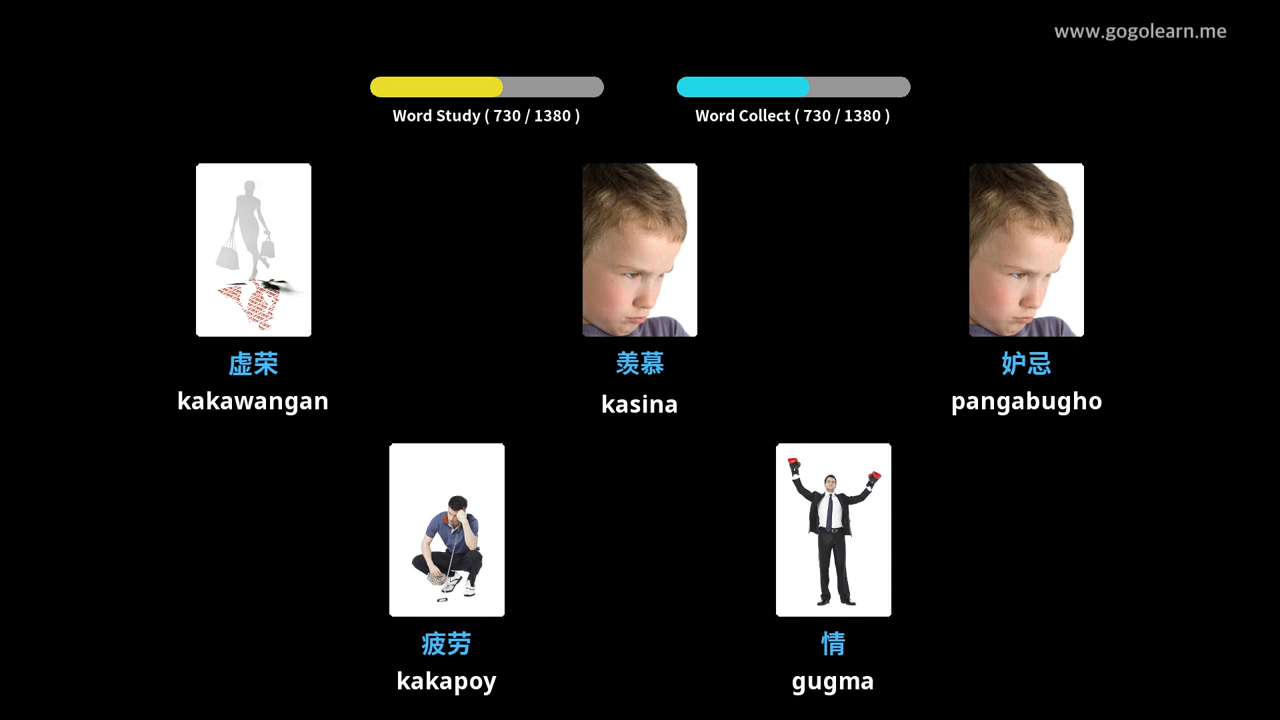 www.gogolearn.me
Word Study ( 730 / 1380 )
Word Collect ( 730 / 1380 )
虚荣
kakawangan
羡慕
kasina
妒忌
pangabugho
疲劳
kakapoy
情
gugma